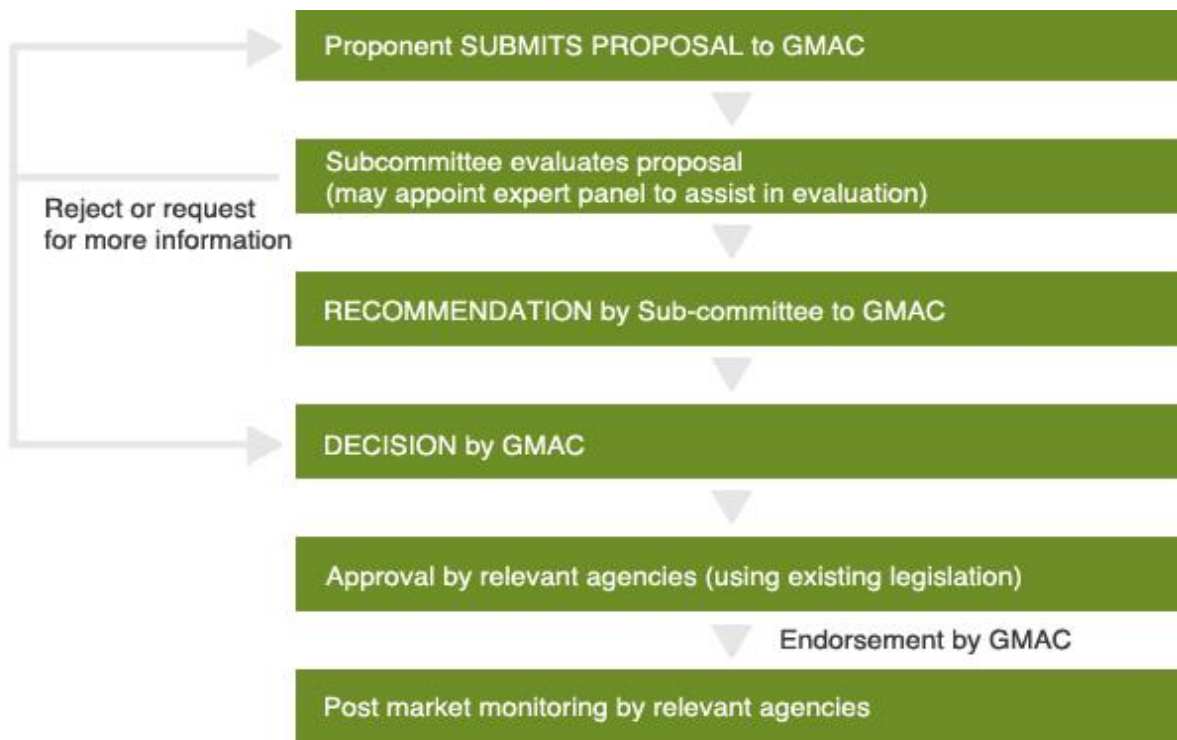 Proponent SUBMITS PROPOSAL to GMAC
Subcommittee evaluates proposal
(may appoint expert panel to assist in evaluation)
Reject or request
for more information
RECOMMENDATION by Sub-committee to GMAC
DECISION by GMAC
Approval by relevant agencies (using existing legislation)
Endorsement by GMAC
Post market monitoring by relevant agencies